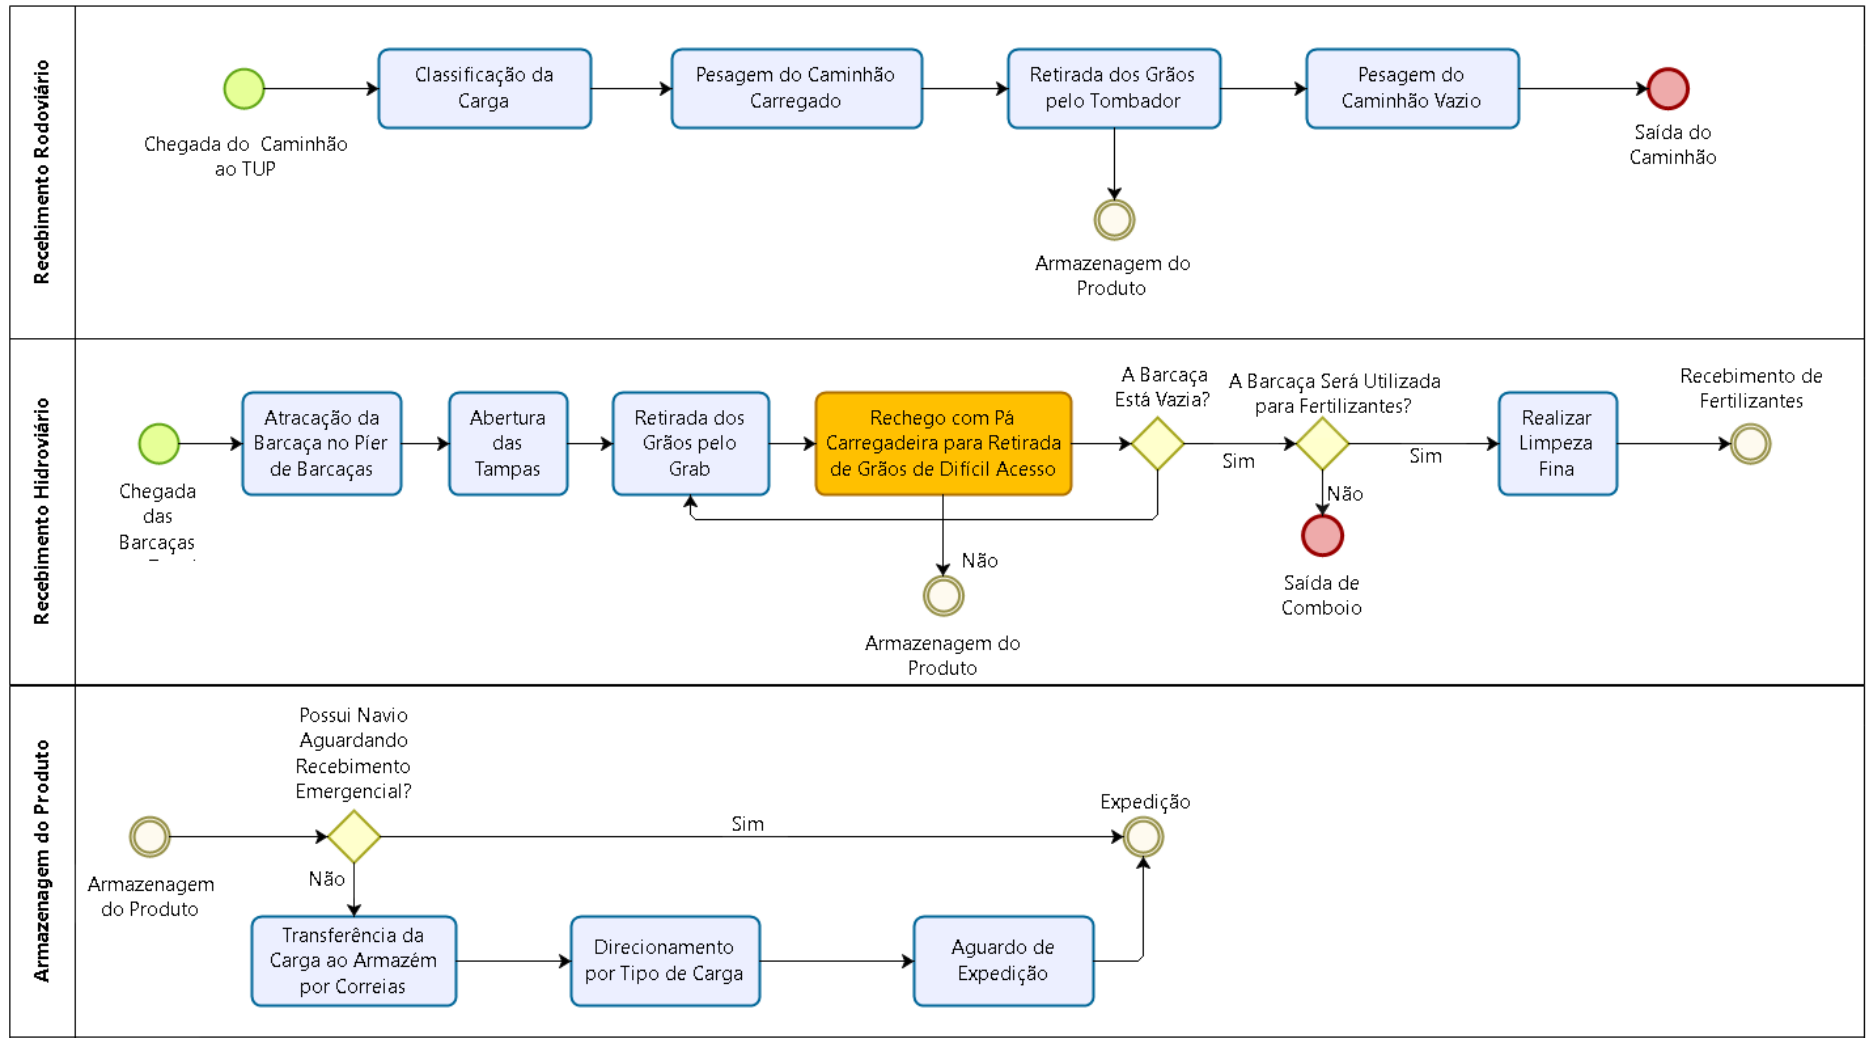 Recebimento Rodoviário
Classificação da
Carga
Pesagem do Caminhão
Carregado
Retirada dos Grãos
pelo Tombador
Pesagem do
Caminhão Vazio
Chegada do  Caminhão
ao TUP
Saída do
Caminhão
Armazenagem do
Produto
Recebimento Hidroviário
Chegada
das
Barcaças
Atracação da
Barcaça no Píer
de Barcaças
Abertura
das
Tampas
Retirada dos
Grãos pelo
Grab
Rechego com Pá
Carregadeira para Retirada
de Grãos de Difícil Acesso
A Barcaça
Está Vazia?
Sim
A Barcaça Será Utilizada
para Fertilizantes?
Sim
Não
Realizar
Limpeza
Fina
Recebimento de
Fertilizantes
Saída de
Comboio
Não
Armazenagem do
Produto
Armazenagem do Produto
Armazenagem
do Produto
Possui Navio
Aguardando
Recebimento
Emergencial?
Sim
Expedição
Não
Transferência da
Carga ao Armazém
por Correias
Direcionamento
por Tipo de Carga
Aguardo de
Expedição